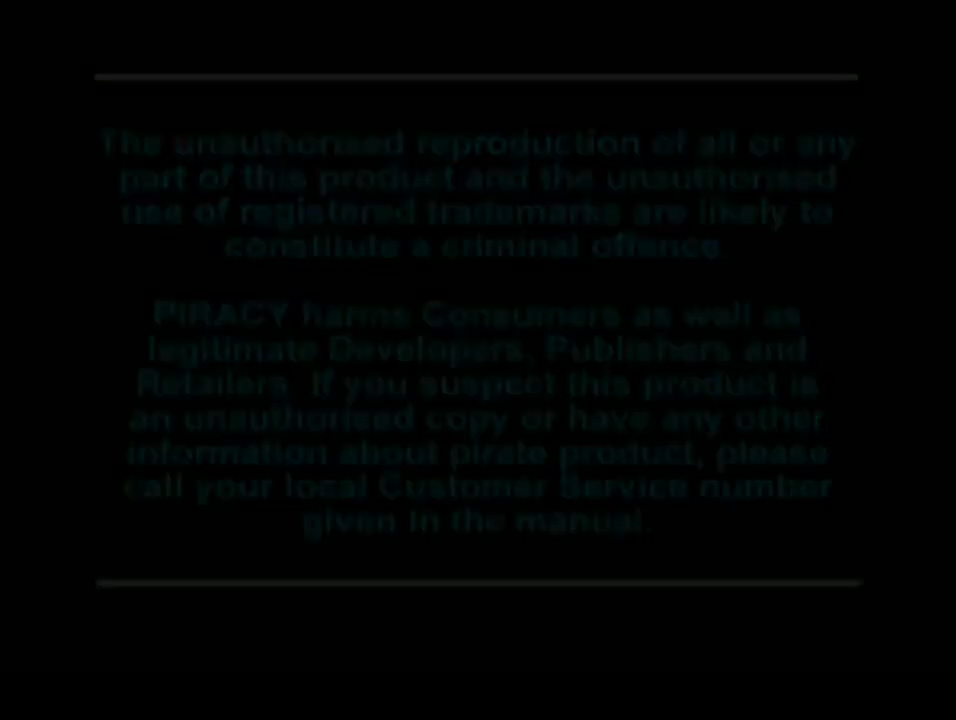 The unauthorised reproduction of all or any
part of this product and the unauthorised
use of registered trademarks are likely to
constitute a criminal offence.
PIRACY harms Consumers as well as
legitimate Developers, Publishers and
Retailers. If you suspect this product is
an unauthorised copy or have any other
information about pirate product, please
call your local Customer Service number
given in the manual.